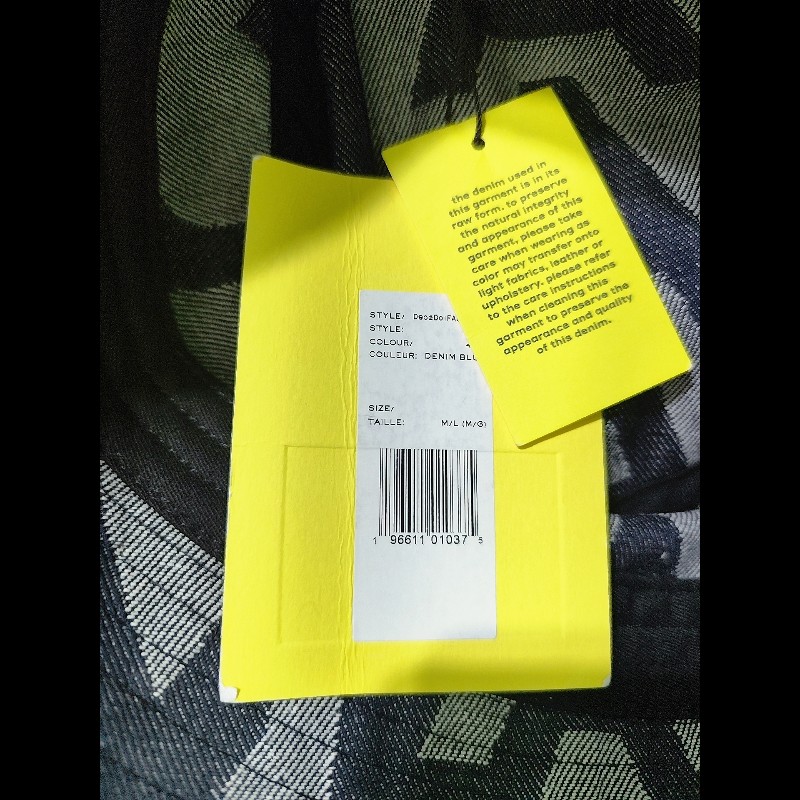 the denim used in
this garment is in its
raw form. to preserve
the natural integrity
and appearance of this
garment, please take
care when wearing as
color may transfer onto
light fabrics, leather or
upholstery. please refer
to the care instructions
when cleaning this
garment to preserve the
appearance and quality
of this denim.
STYLE/
STYLE:
COLOUR/
COULEUR: DENIM
SIZE/
TAILLE: M/L (M/G)
1 96611 01037 5